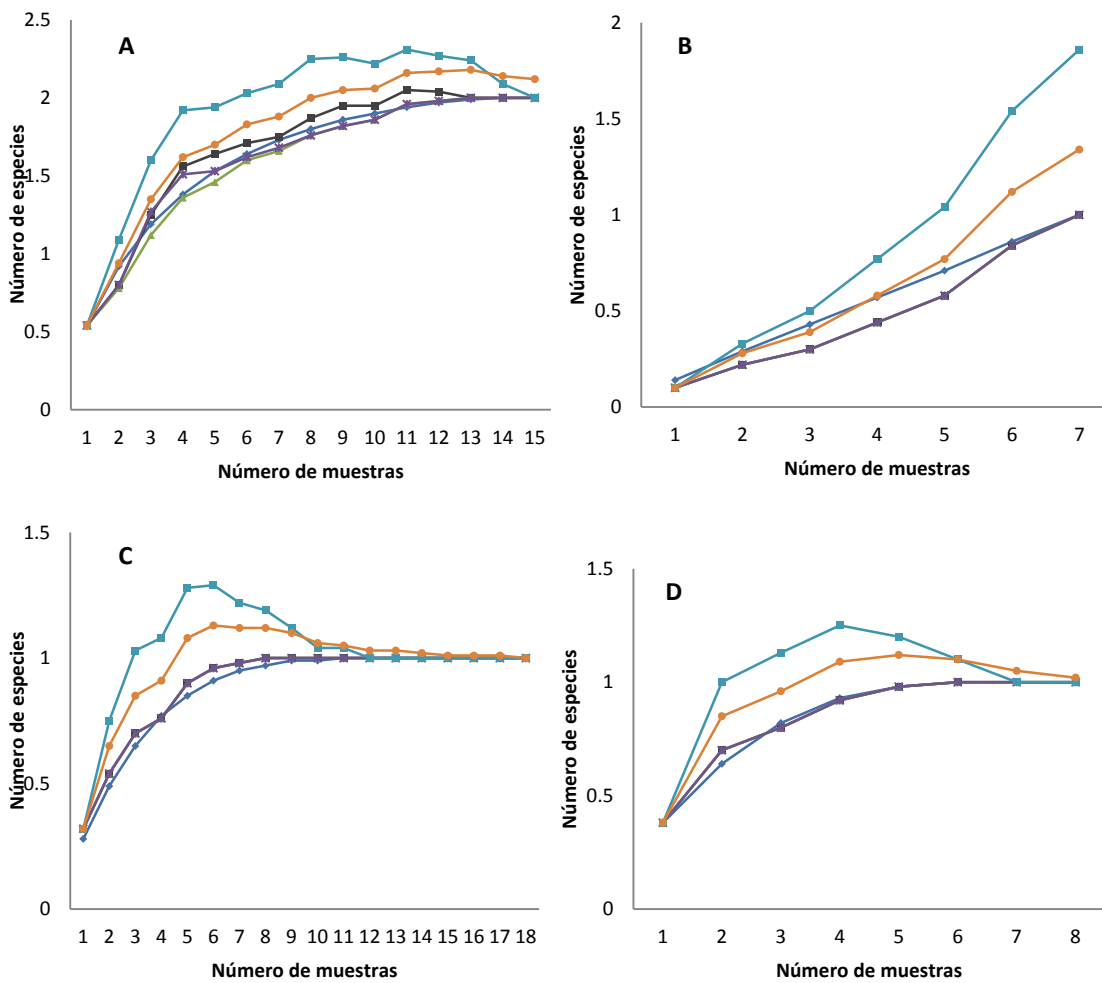 A
Número de especies
2.5
2
1.5
1
0.5
0
1 2 3 4 5 6 7 8 9 10 11 12 13 14 15
Número de muestras
B
Número de especies
2
1.5
1
0.5
0
1 2 3 4 5 6 7
Número de muestras
C
Número de especies
1.5
1
0.5
0
1 2 3 4 5 6 7 8 9 10 11 12 13 14 15 16 17 18
Número de muestras
D
Número de especies
1.5
1
0.5
0
1 2 3 4 5 6 7 8
Número de muestras